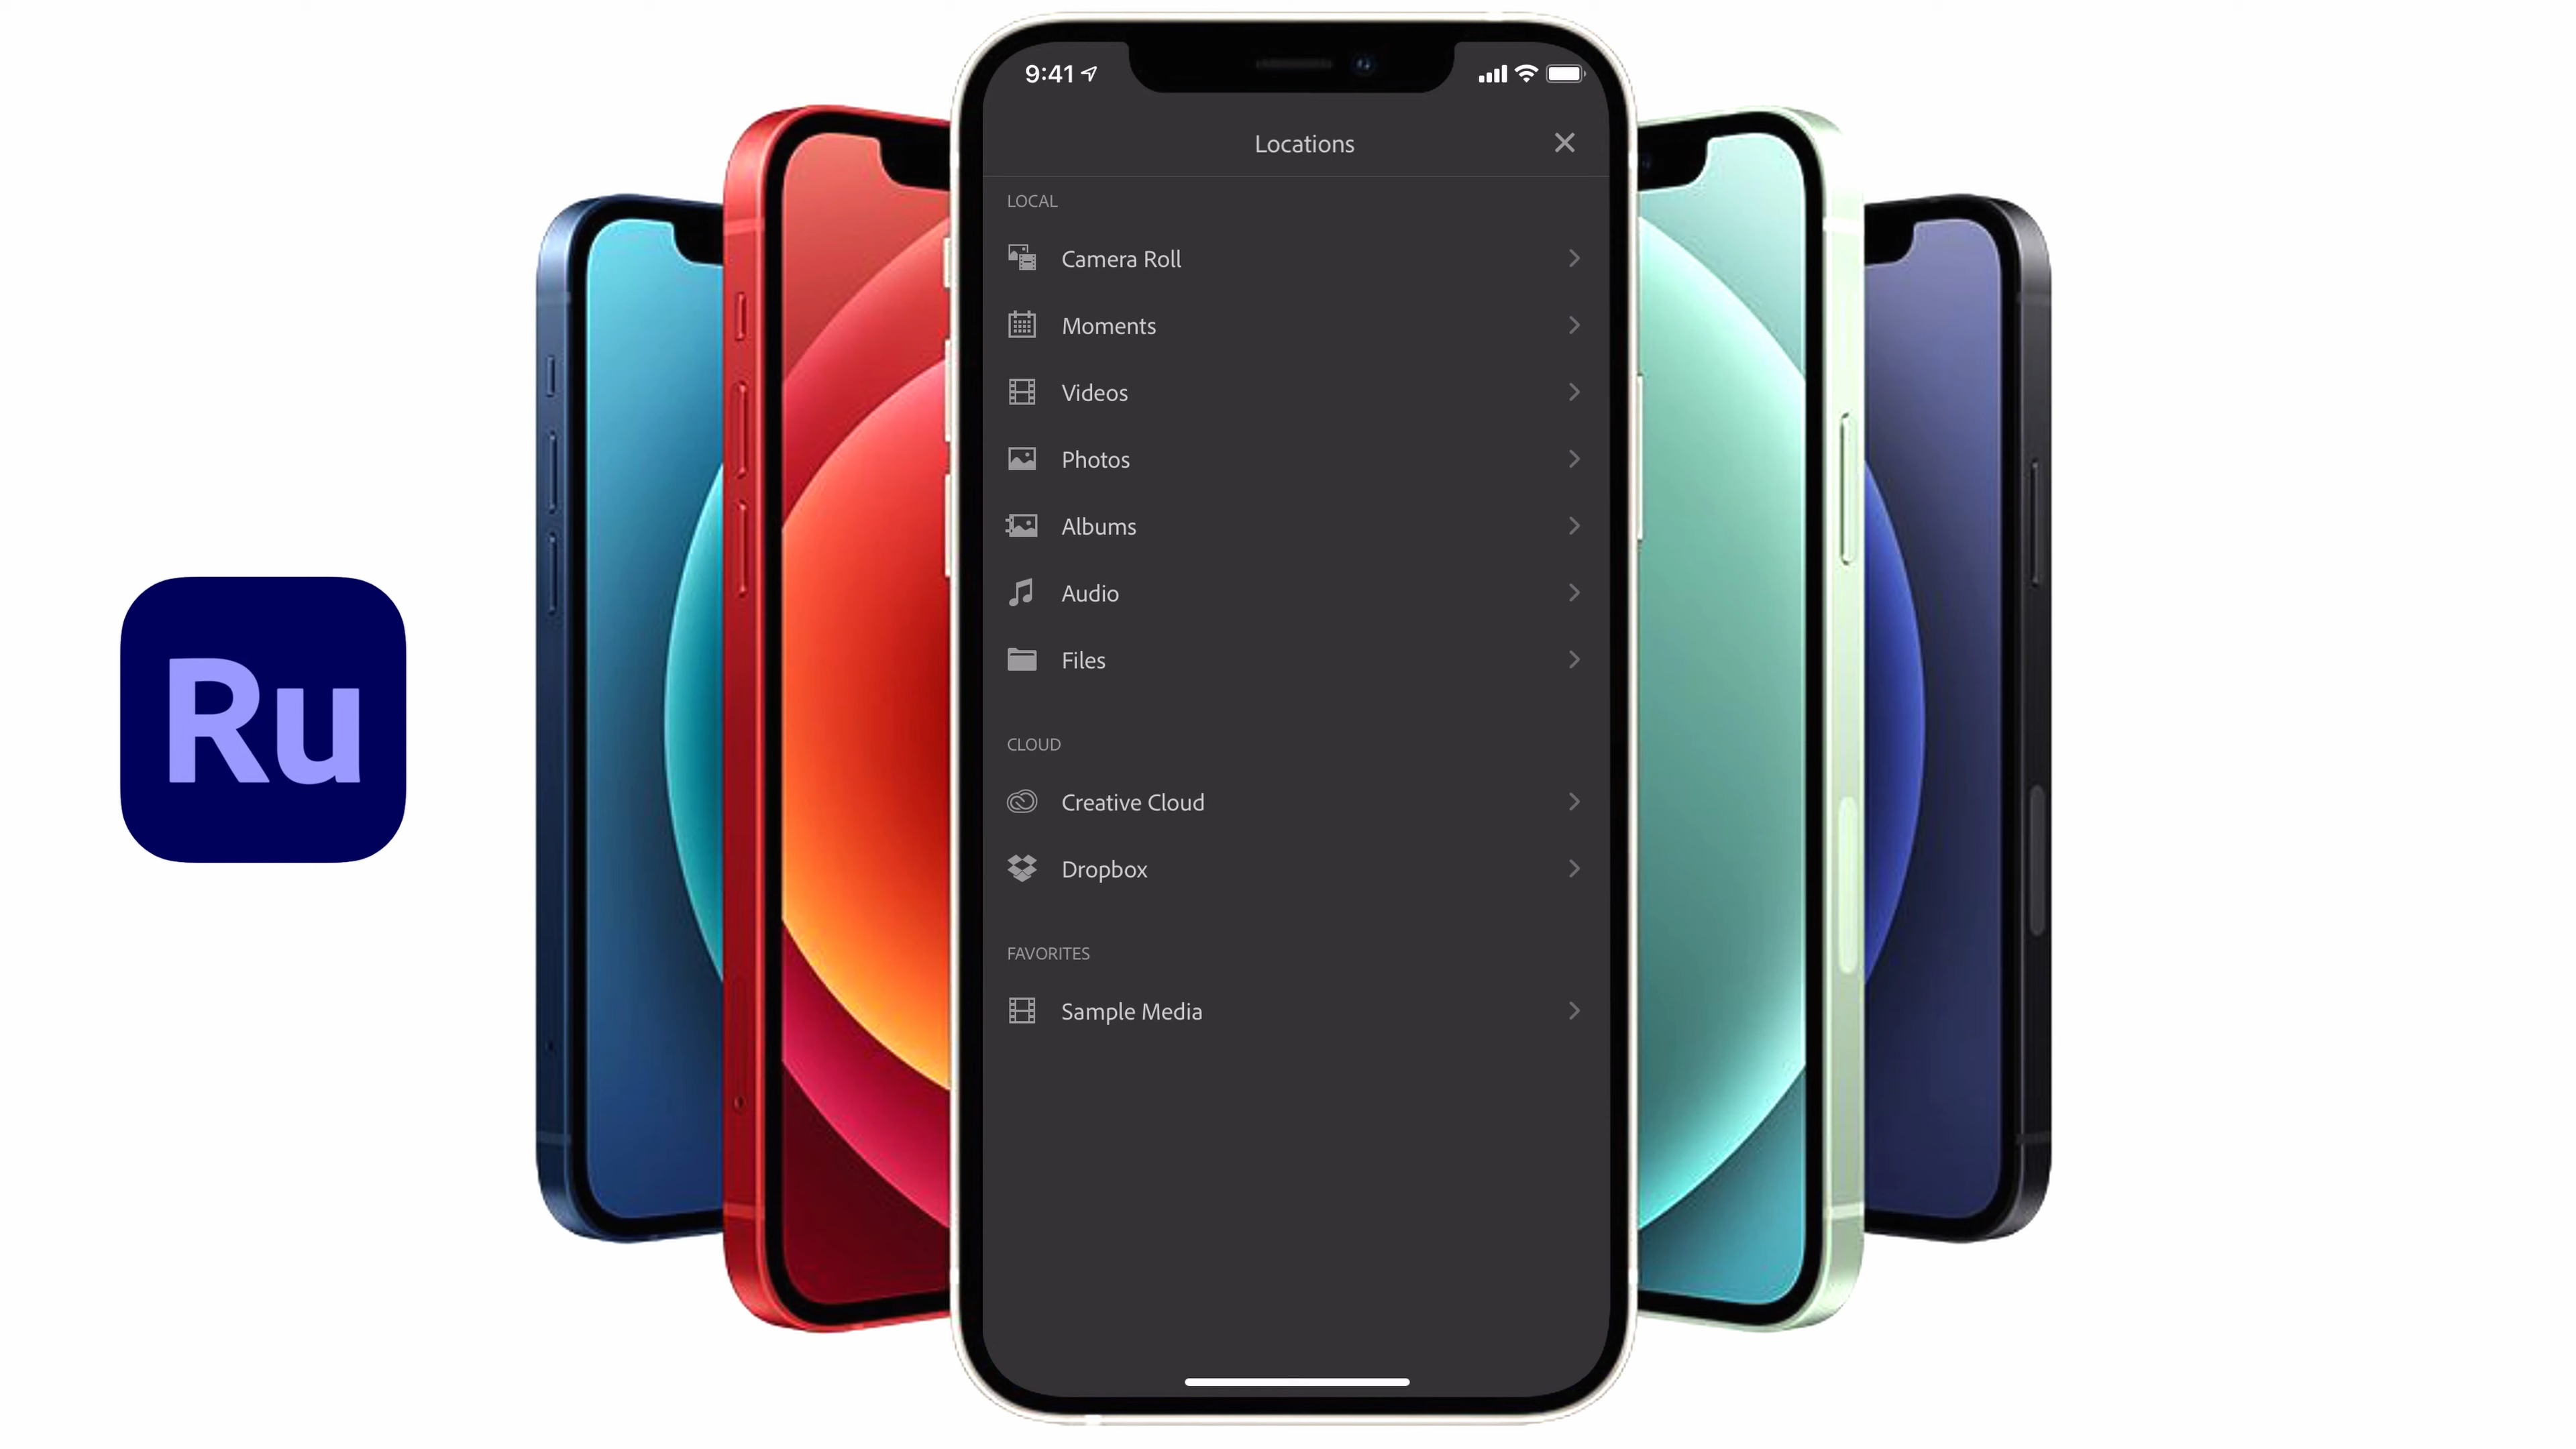 9:41
Locations
LOCAL
Camera Roll
Moments
Videos
Photos
Albums
Audio
Files
CLOUD
Creative Cloud
Dropbox
FAVORITES
Sample Media
Ru